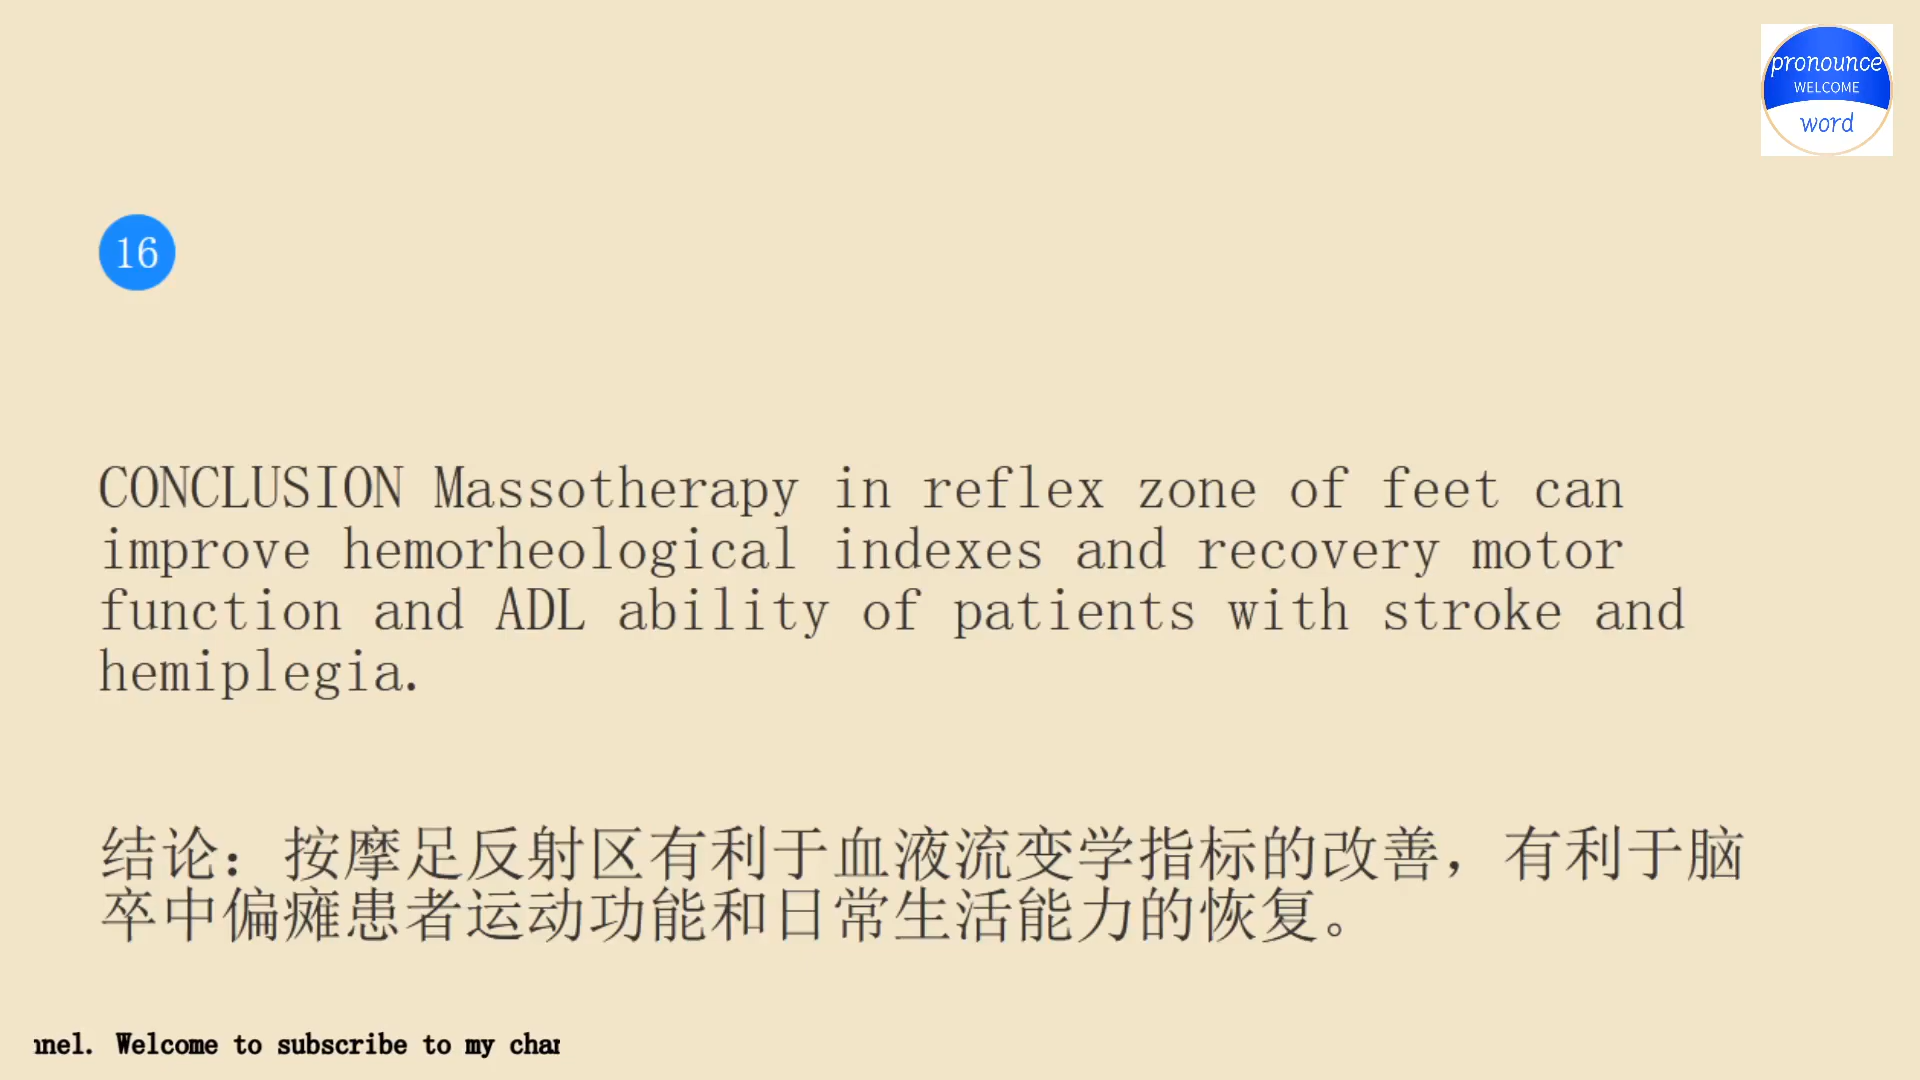 pronounce
WELCOME
word
16
CONCLUSION Massotherapy in reflex zone of feet can
improve hemorheological indexes and recovery motor
function and ADL ability of patients with stroke and
hemiplegia.
结论：按摩足反射区有利于血液流变学指标的改善，有利于脑
卒中偏瘫患者运动功能和日常生活能力的恢复。
nnel. Welcome to subscribe to my chan